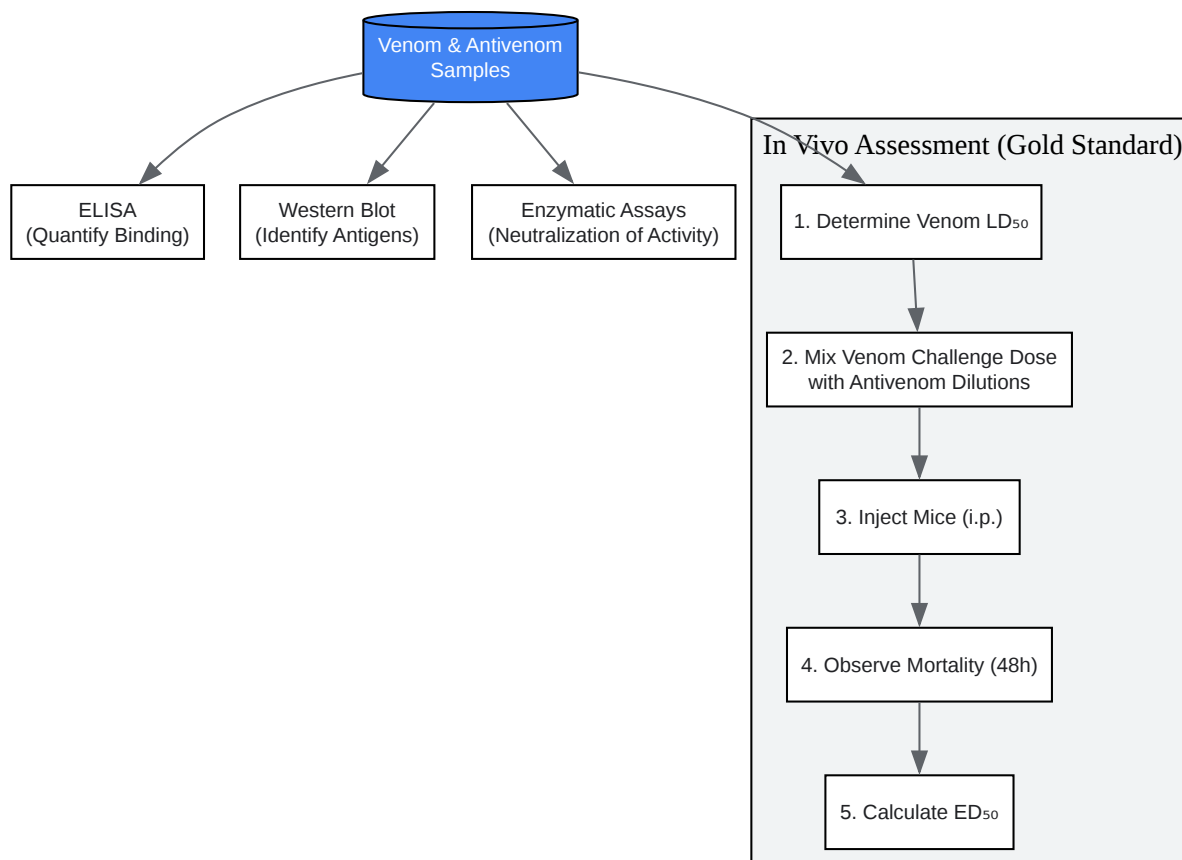 Venom & Antivenom
Samples
In Vivo Assessment (Gold Standard)
ELISA
(Quantify Binding)
Western Blot
(Identify Antigens)
Enzymatic Assays
(Neutralization of Activity)
1. Determine Venom LD₅₀
2. Mix Venom Challenge Dose
with Antivenom Dilutions
3. Inject Mice (i.p.)
4. Observe Mortality (48h)
5. Calculate ED₅₀